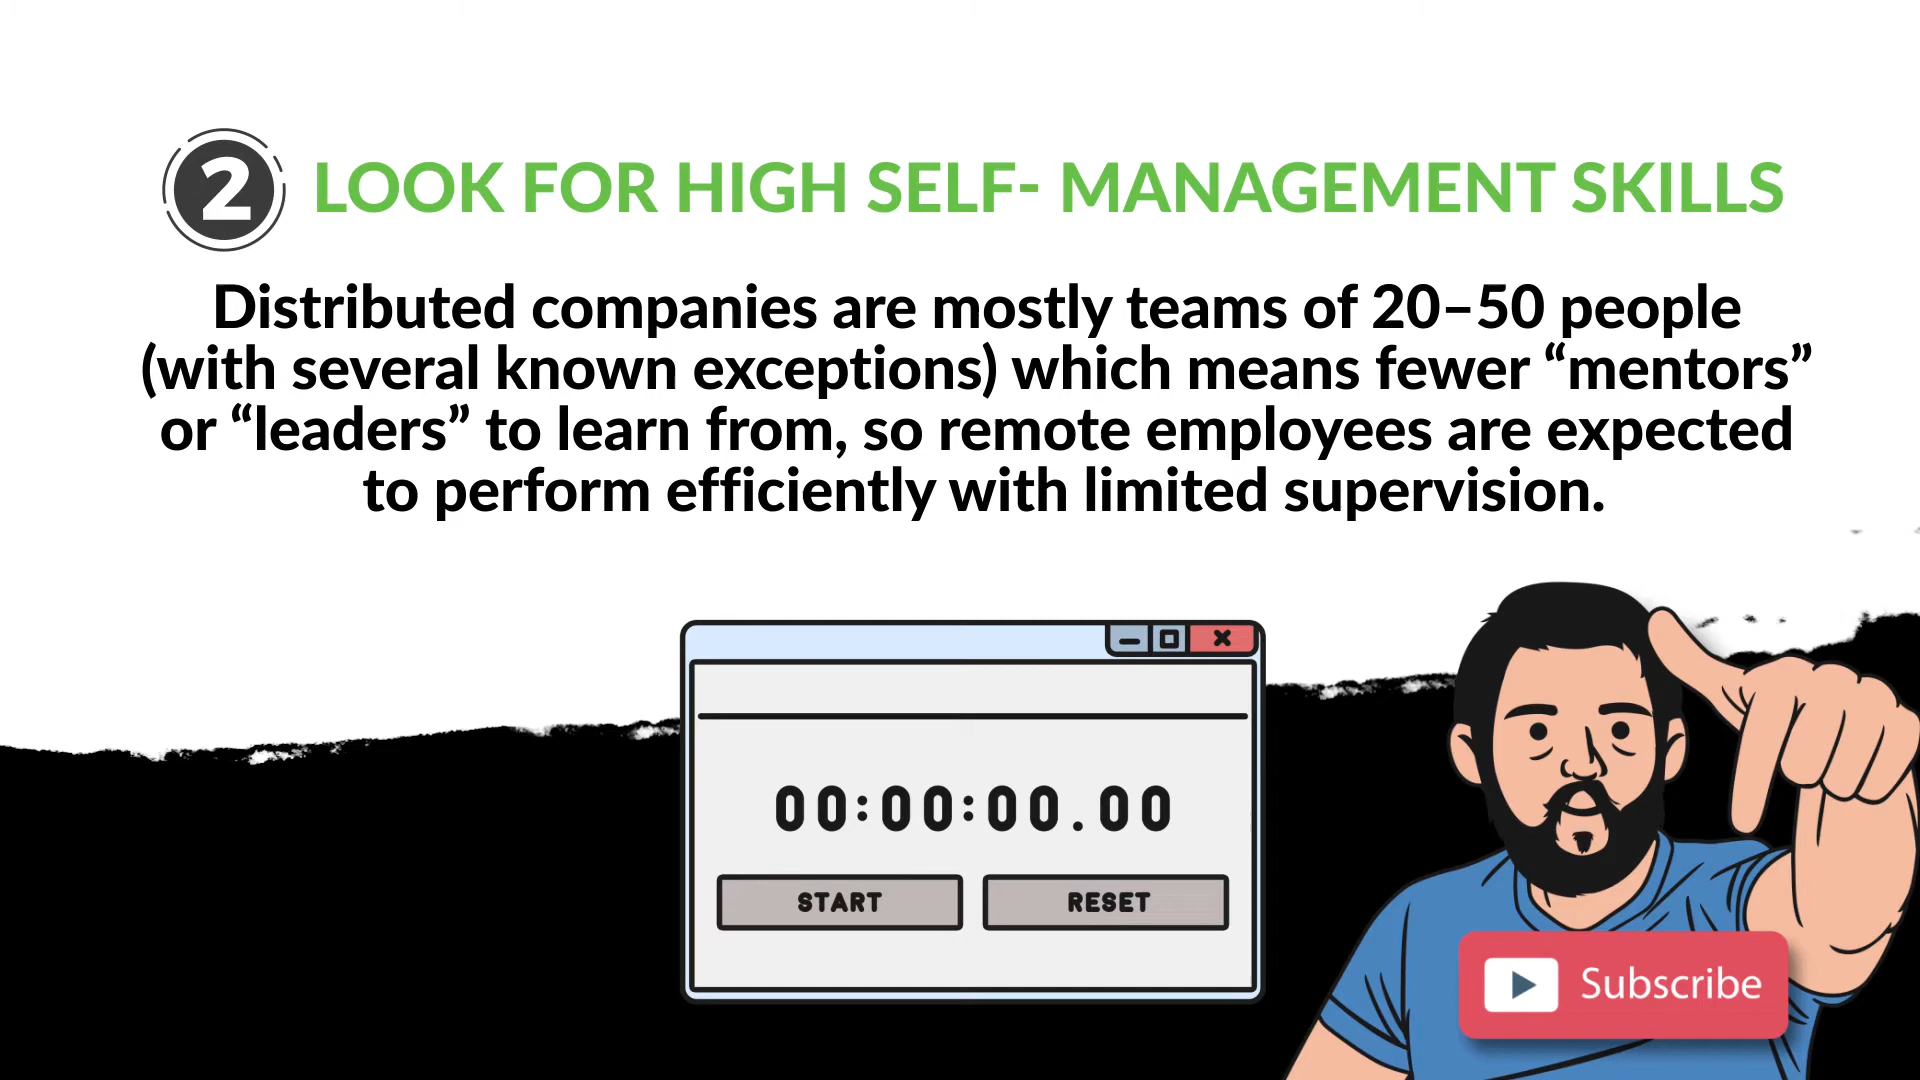 2 LOOK FOR HIGH SELF- MANAGEMENT SKILLS
Distributed companies are mostly teams of 20–50 people
(with several known exceptions) which means fewer “mentors”
or “leaders” to learn from, so remote employees are expected
to perform efficiently with limited supervision.
00:00:00.00
START RESET
Subscribe